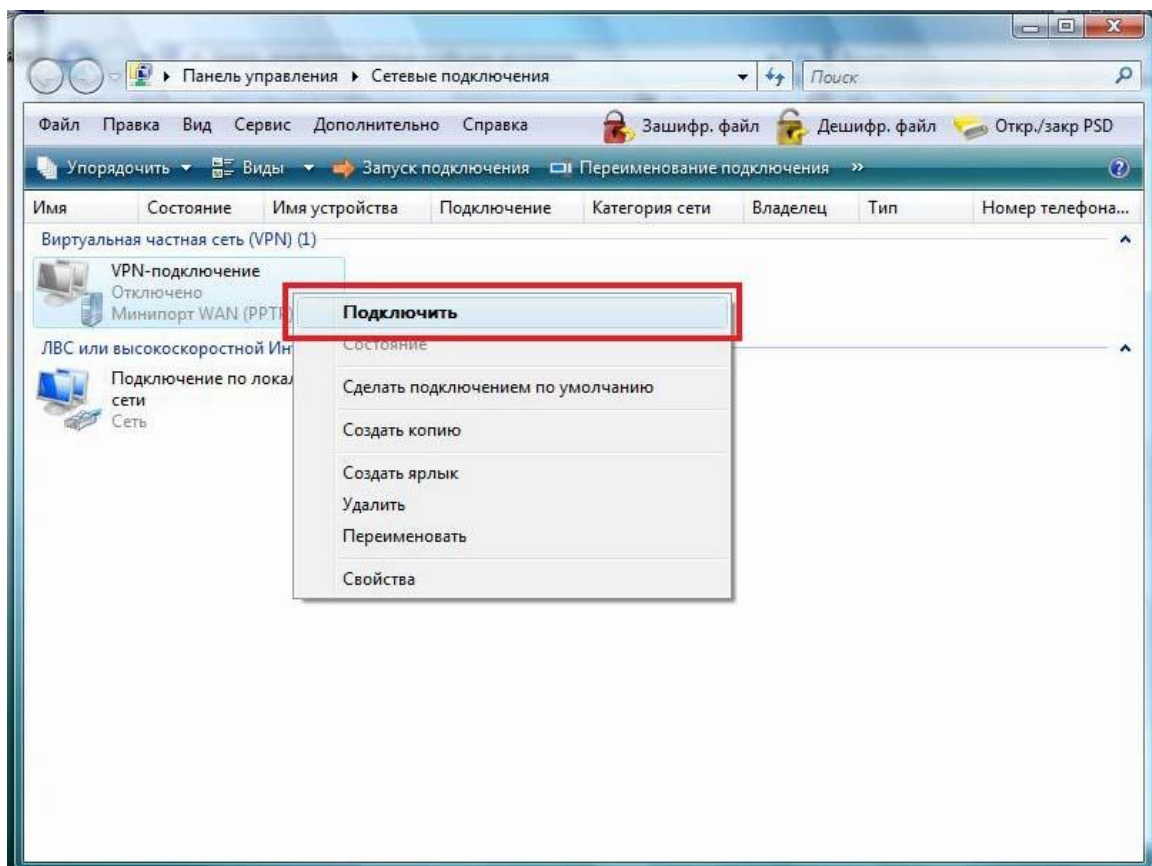 Панель управления Сетевые подключения Поиск
Файл Правка Вид Сервис Дополнительно Справка Зашифр. файл Дешифр. файл Откр./закр PSD
Упорядочить Виды Запуск подключения Переименование подключения »
Имя Состояние Имя устройства Подключение Категория сети Владелец Тип Номер телефона...
Виртуальная частная сеть (VPN) (1)
VPN-подключение
Отключено
Минипорт WAN (PPTP)
Подключить
ЛВС или высокоскоростной Ин
Состояние
Подключение по локал
сети
Сеть
Сделать подключением по умолчанию
Создать копию
Создать ярлык
Удалить
Переименовать
Свойства